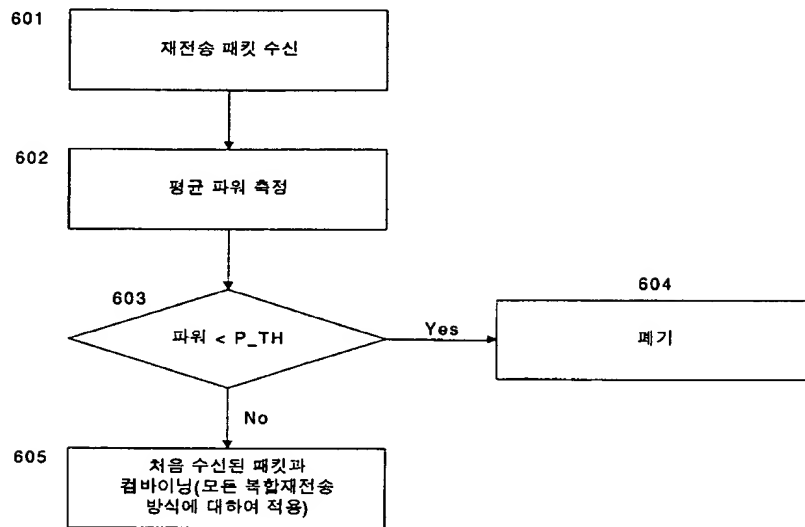 601
재전송 패킷 수신
602
평균 파워 측정
603
파워 < P_TH
Yes
604
폐기
No
605
처음 수신된 패킷과
컴바이닝(모든 복합재전송
방식에 대하여 적용)